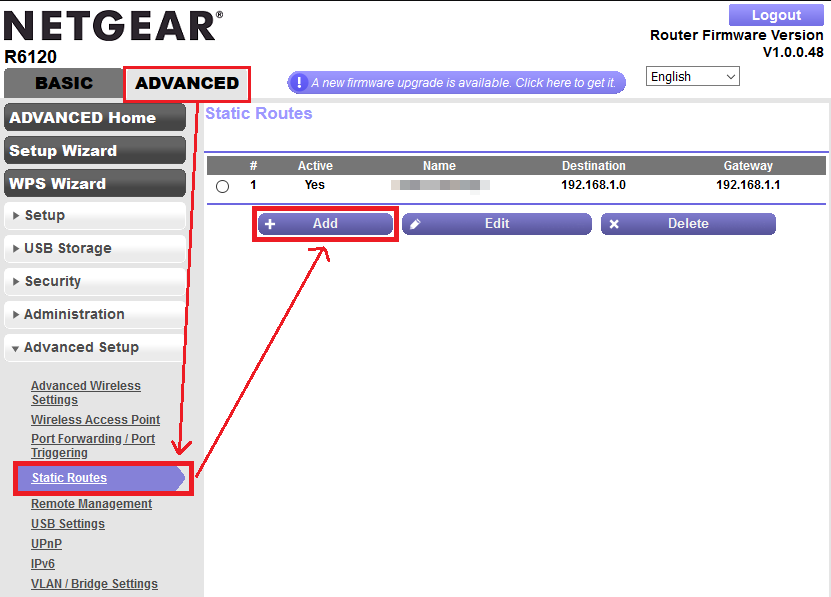 NETGEAR®
R6120
Logout
Router Firmware Version
V1.0.0.48
BASIC
ADVANCED
! A new firmware upgrade is available. Click here to get it.
English
ADVANCED Home
Setup Wizard
WPS Wizard
Setup
USB Storage
Security
Administration
Advanced Setup
Advanced Wireless
Settings
Wireless Access Point
Port Forwarding / Port
Triggering
Static Routes
Remote Management
USB Settings
UPnP
IPv6
VLAN / Bridge Settings
Static Routes
# Active Name Destination Gateway
1 Yes 192.168.1.0 192.168.1.1
Add Edit Delete